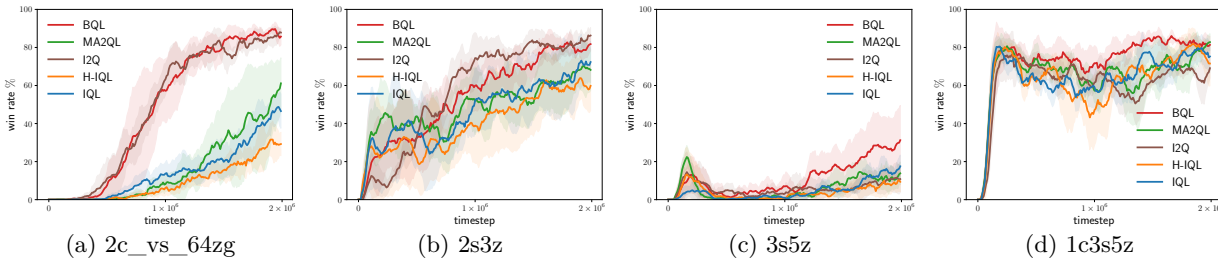 100
80
60
40
20
0
win rate %
BQL
I2Q
MA2QL
H-IQL
IQL
0
1 × 10⁶
2 × 10⁶
timestep
(a) 2c_vs_64zg
100
80
60
40
20
0
win rate %
BQL
MA2QL
I2Q
H-IQL
IQL
0
1 × 10⁶
2 × 10⁶
timestep
(b) 2s3z
100
80
60
40
20
0
win rate %
BQL
MA2QL
I2Q
H-IQL
IQL
0
1 × 10⁶
2 × 10⁶
timestep
(c) 3s5z
100
80
60
40
20
0
win rate %
BQL
MA2QL
I2Q
H-IQL
IQL
0
1 × 10⁶
2 × 10⁶
timestep
(d) 1c3s5z